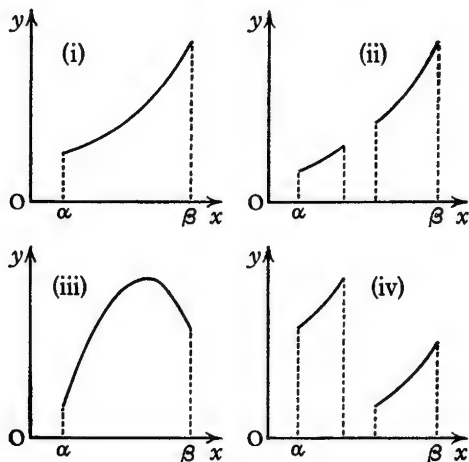 y (i)
O α β x
y (ii)
O α β x
y (iii)
O α β x
y (iv)
O α β x